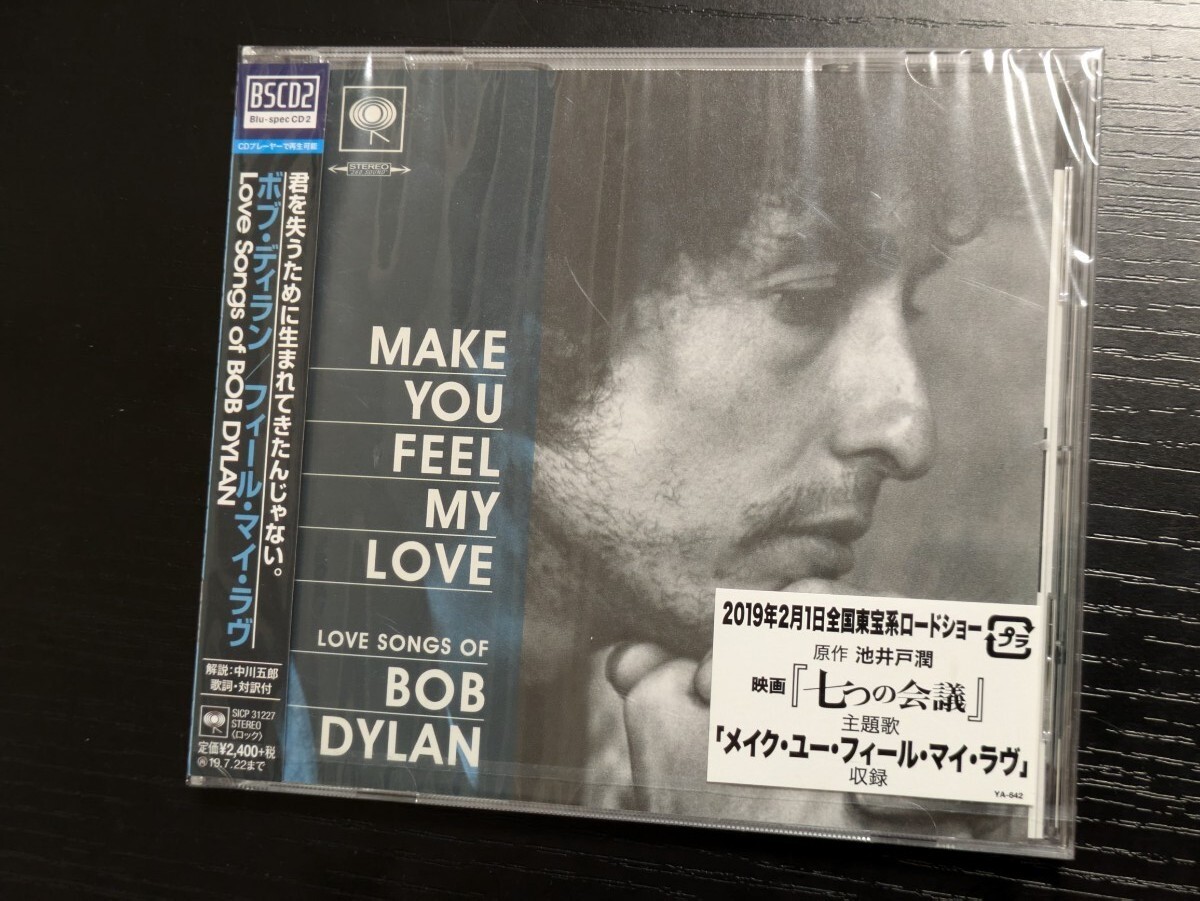 BSCD2
Blu-spec CD2
CDプレーヤーで再生可能
君を失うために生まれてきたんじゃない。
ボブ・ディラン／フィール・マイ・ラヴ
Love Songs of BOB DYLAN
解説:中川五郎
歌詞・対訳付
SICP 31227
STEREO
〈ロック〉
定価¥2,400+税
19.7.22まで
STEREO
"360 SOUND"
MAKE
YOU
FEEL
MY
LOVE
LOVE SONGS OF
BOB
DYLAN
2019年2月1日全国東宝系ロードショー
プラ
原作 池井戸潤
映画『七つの会議』
主題歌
「メイク・ユー・フィール・マイ・ラヴ」
収録
YA-642